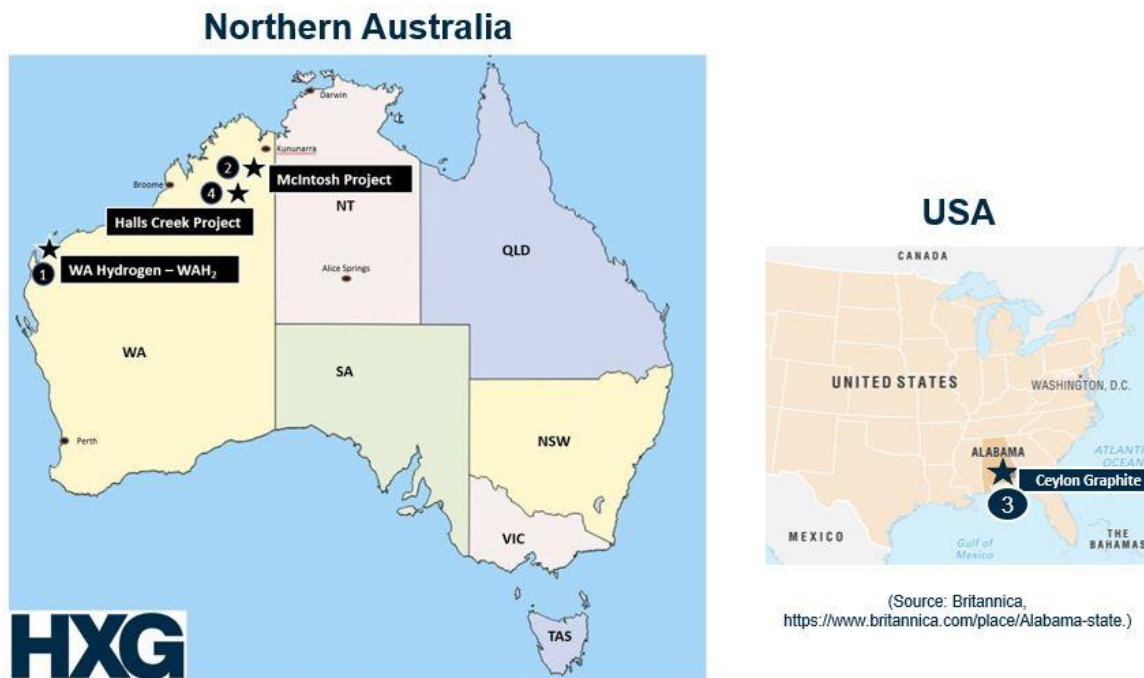 Northern Australia
Darwin
Kununurra
2
McIntosh Project
Broome
4
Halls Creek Project
NT
1
WA Hydrogen – WAH₂
Alice Springs
QLD
WA
SA
Perth
NSW
VIC
TAS
HXG
USA
CANADA
UNITED STATES
WASHINGTON, D.C.
ALABAMA
ATLANTI
OCEAN
Ceylon Graphite
3
MEXICO
Gulf of
Mexico
THE
BAHAMAS
(Source: Britannica,
https://www.britannica.com/place/Alabama-state.)